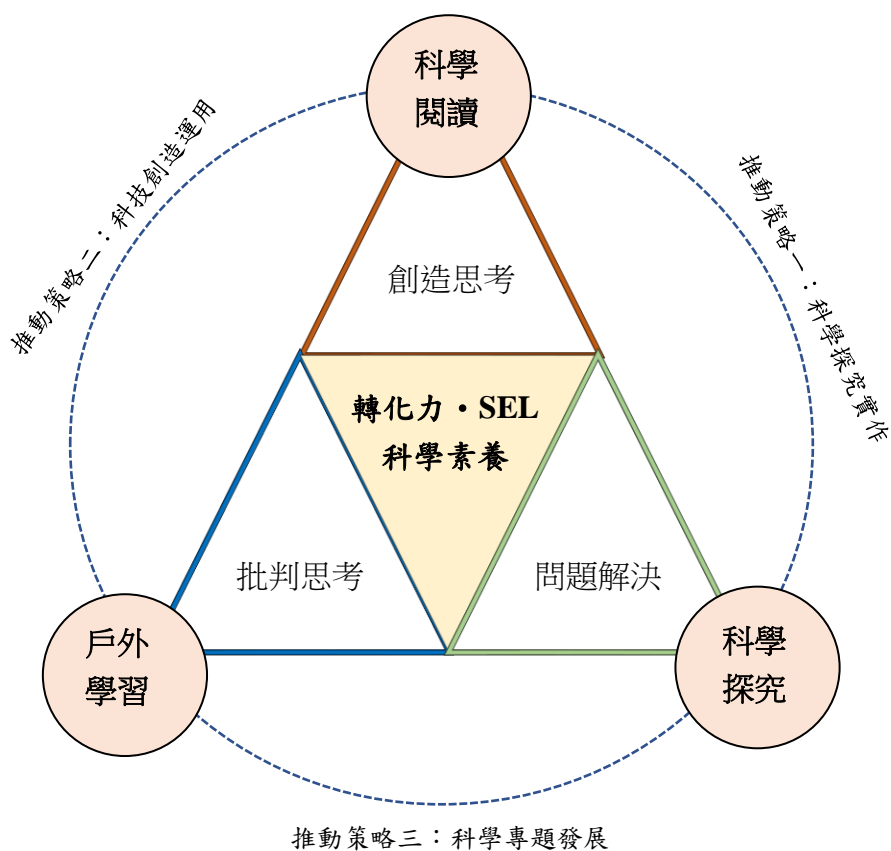 科學
閱讀
推動策略二：科技創造運用
推動策略一：科學探究實作
創造思考
轉化力・SEL
科學素養
批判思考
問題解決
戶外
學習
科學
探究
推動策略三：科學專題發展